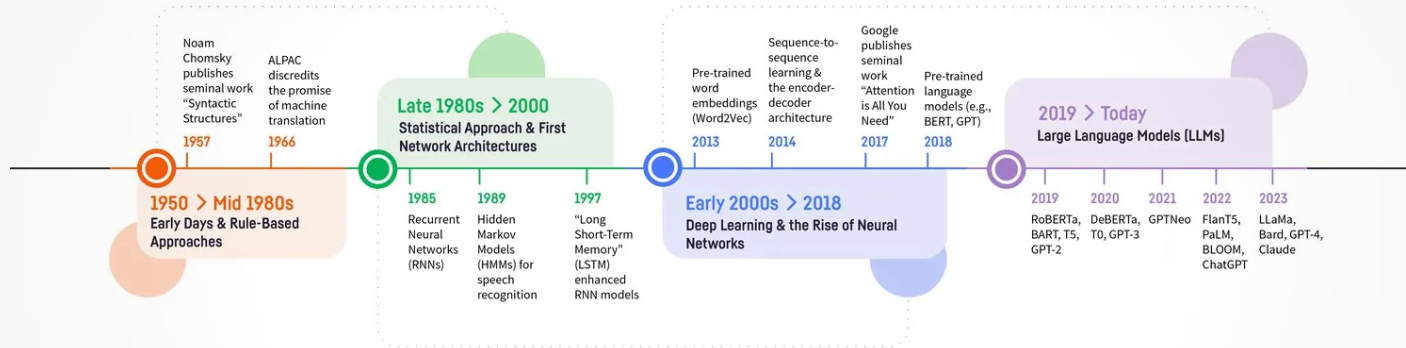 Noam
Chomsky
publishes
seminal work
“Syntactic
Structures”
1957
ALPAC
discredits
the promise
of machine
translation
1966
1950 > Mid 1980s
Early Days & Rule-Based
Approaches
Late 1980s > 2000
Statistical Approach & First
Network Architectures
1985
Recurrent
Neural
Networks
(RNNs)
1989
Hidden
Markov
Models
(HMMs) for
speech
recognition
1997
“Long
Short-Term
Memory”
(LSTM)
enhanced
RNN models
Pre-trained
word
embeddings
(Word2Vec)
2013
Sequence-to-
sequence
learning &
the encoder-
decoder
architecture
2014
Google
publishes
seminal
work
“Attention
is All You
Need”
2017
Pre-trained
language
models (e.g.,
BERT, GPT)
2018
Early 2000s > 2018
Deep Learning & the Rise of Neural
Networks
2019 > Today
Large Language Models (LLMs)
2019
RoBERTa,
BART, T5,
GPT-2
2020
DeBERTa,
T0, GPT-3
2021
GPTNeo
2022
FlanT5,
PaLM,
BLOOM,
ChatGPT
2023
LLaMa,
Bard, GPT-4,
Claude